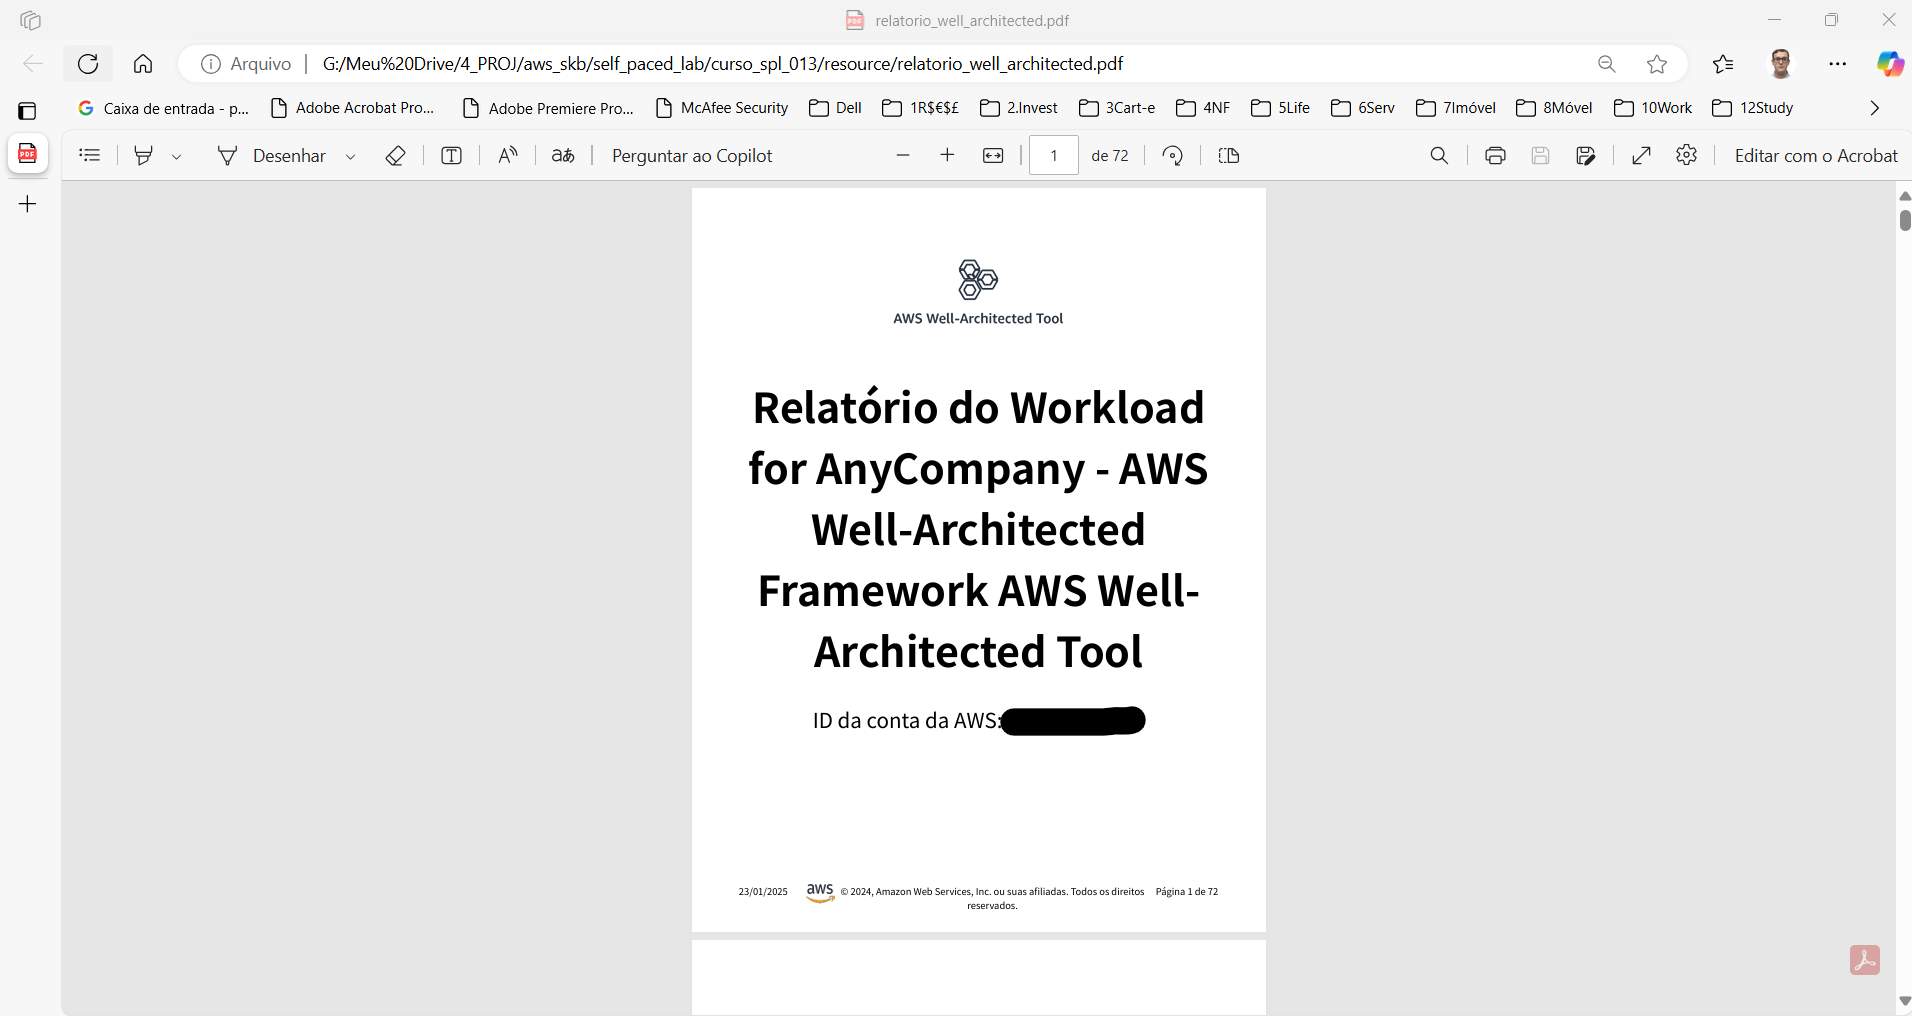 relatorio_well_architected.pdf
Arquivo G:/Meu%20Drive/4_PROJ/aws_skb/self_paced_lab/curso_spl_013/resource/relatorio_well_architected.pdf
Caixa de entrada - p... Adobe Acrobat Pro... Adobe Premiere Pro... McAfee Security Dell 1R$€$£ 2.Invest 3Cart-e 4NF 5Life 6Serv 7Imóvel 8Móvel 10Work 12Study
Desenhar Perguntar ao Copilot 1 de 72 Editar com o Acrobat
AWS Well-Architected Tool
Relatório do Workload
for AnyCompany - AWS
Well-Architected
Framework AWS Well-
Architected Tool
ID da conta da AWS:
23/01/2025 aws © 2024, Amazon Web Services, Inc. ou suas afiliadas. Todos os direitos Página 1 de 72
reservados.